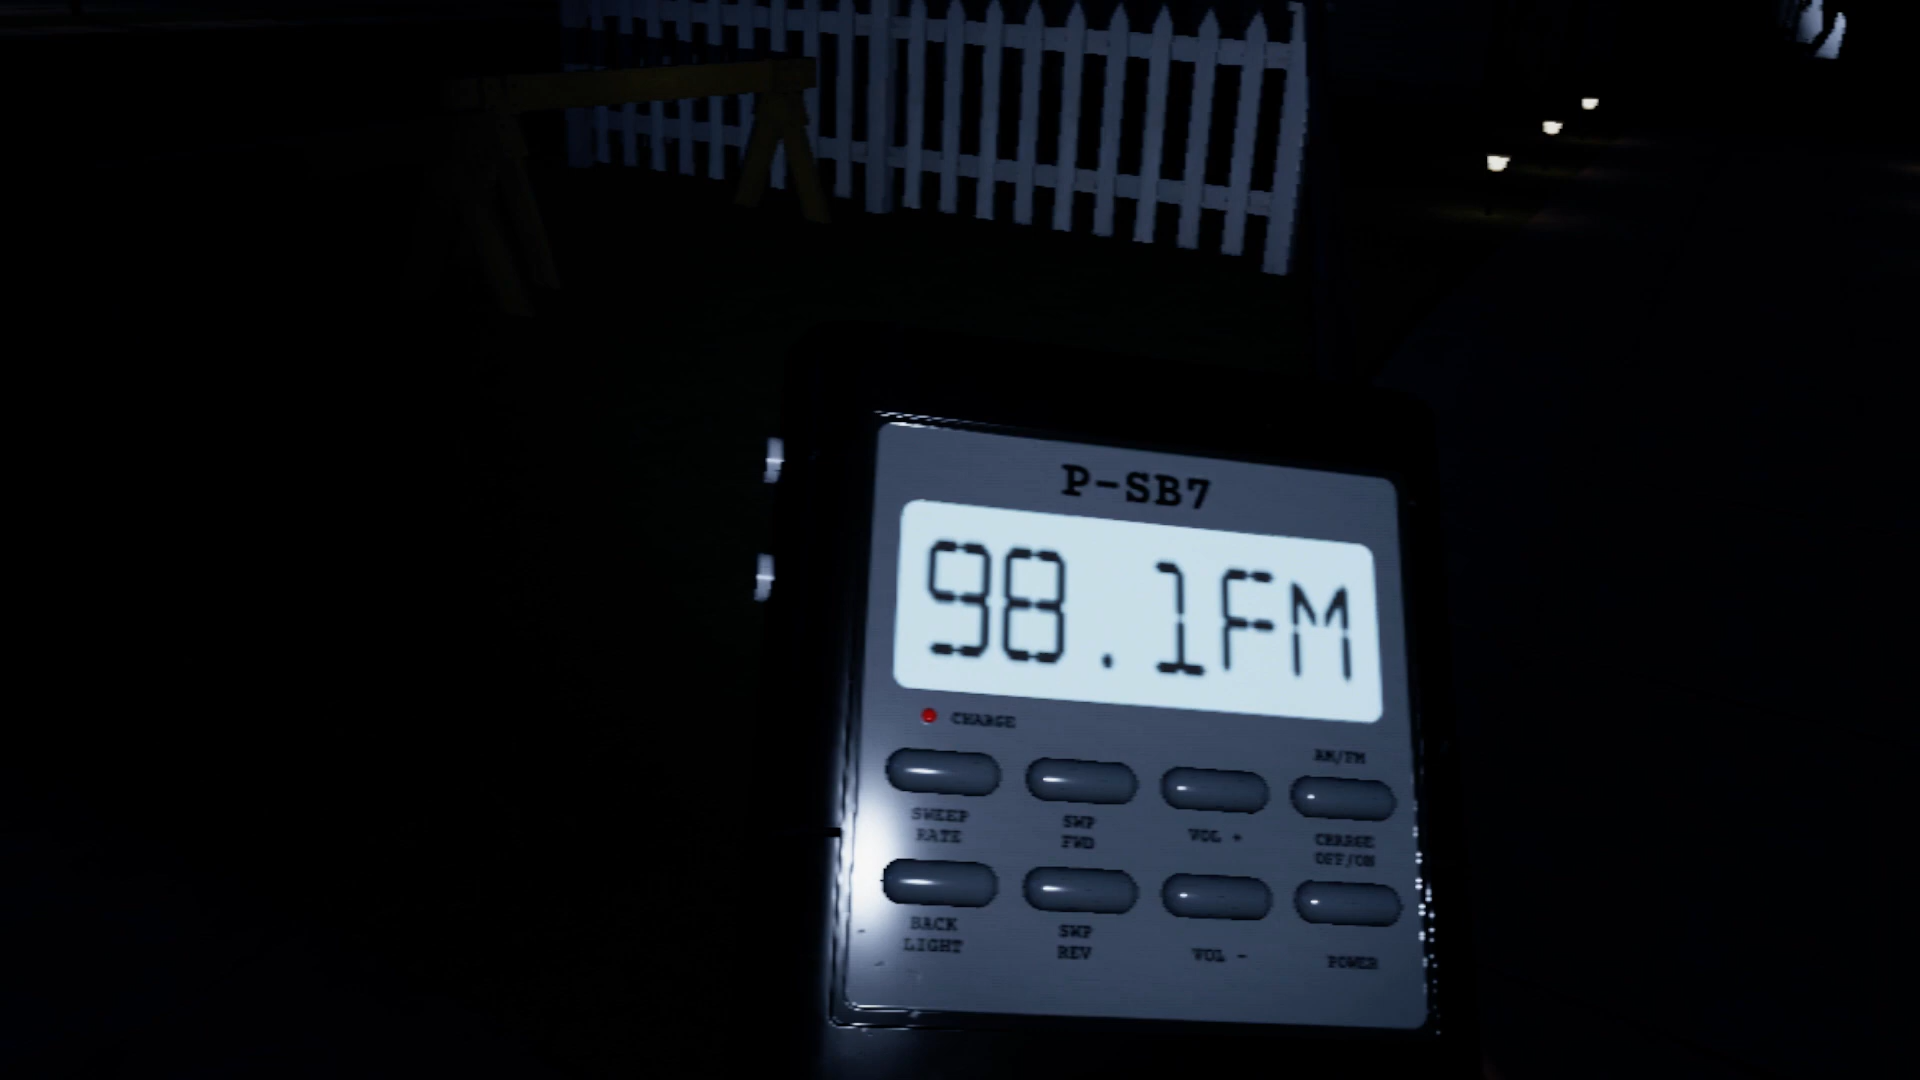 P-SB7
98.1FM
CHARGE
AM/FM
SWEEP
RATE
SWP
FWD
VOL +
CHARGE
OFF/ON
BACK
LIGHT
SWP
REV
VOL -
POWER